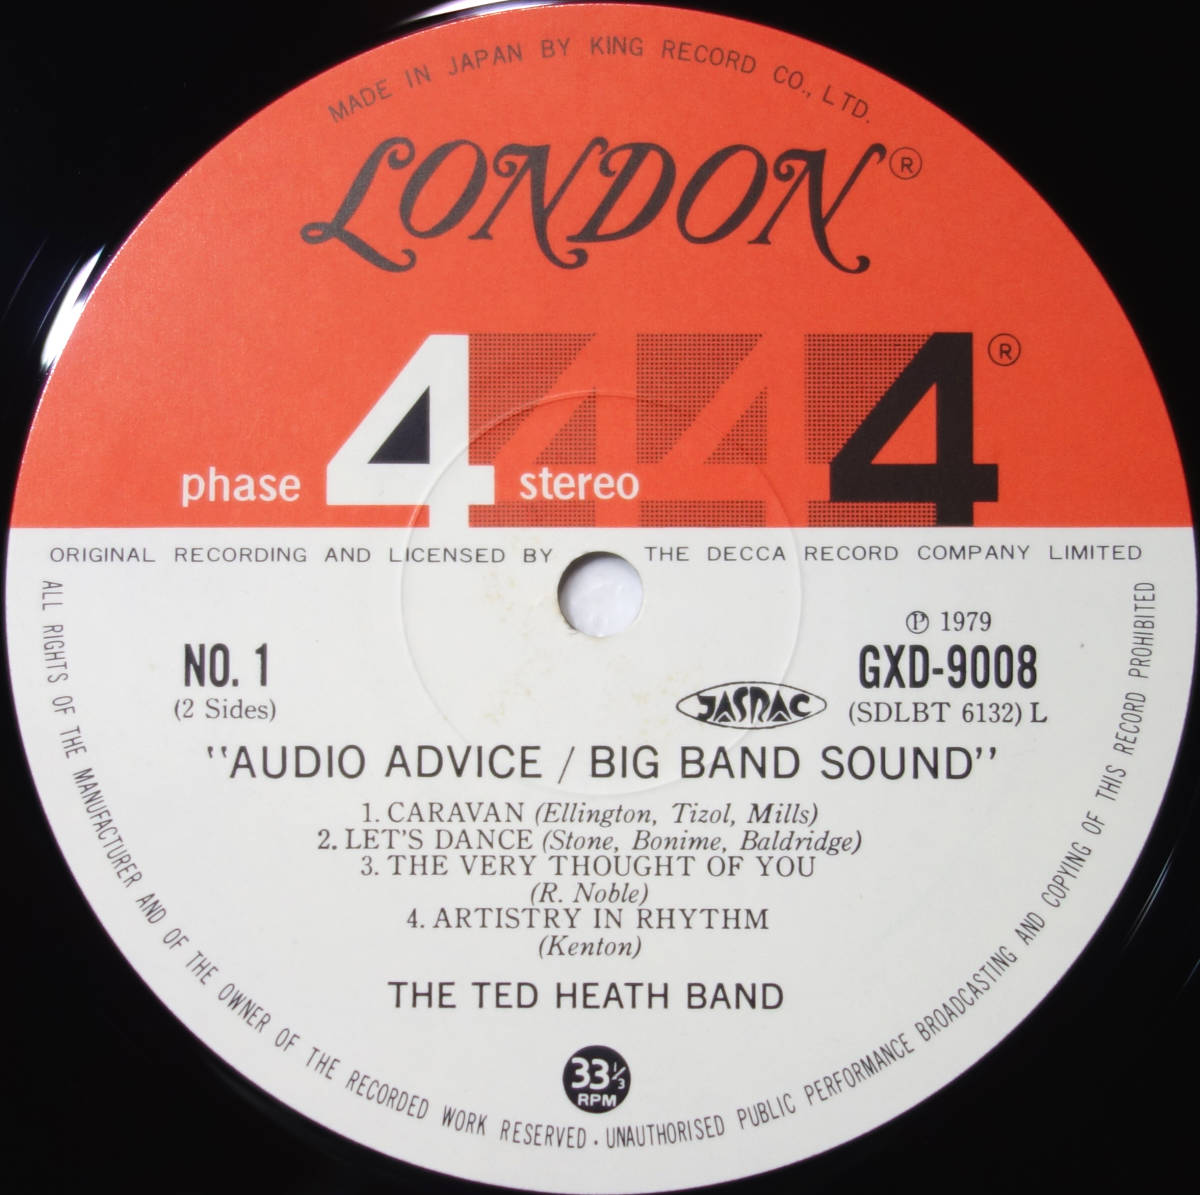 MADE IN JAPAN BY KING RECORD CO., LTD.
LONDON®
phase 4 stereo 4 4 4®
ORIGINAL RECORDING AND LICENSED BY THE DECCA RECORD COMPANY LIMITED
℗ 1979
NO. 1
GXD-9008
(2 Sides)
JASRAC
(SDLBT 6132) L
"AUDIO ADVICE / BIG BAND SOUND"
1. CARAVAN (Ellington, Tizol, Mills)
2. LET'S DANCE (Stone, Bonime, Baldridge)
3. THE VERY THOUGHT OF YOU
(R. Noble)
4. ARTISTRY IN RHYTHM
(Kenton)
THE TED HEATH BAND
33 1/3
RPM
ALL RIGHTS OF THE MANUFACTURER AND OF THE OWNER OF THE RECORDED WORK RESERVED . UNAUTHORISED PUBLIC PERFORMANCE BROADCASTING AND COPYING OF THIS RECORD PROHIBITED